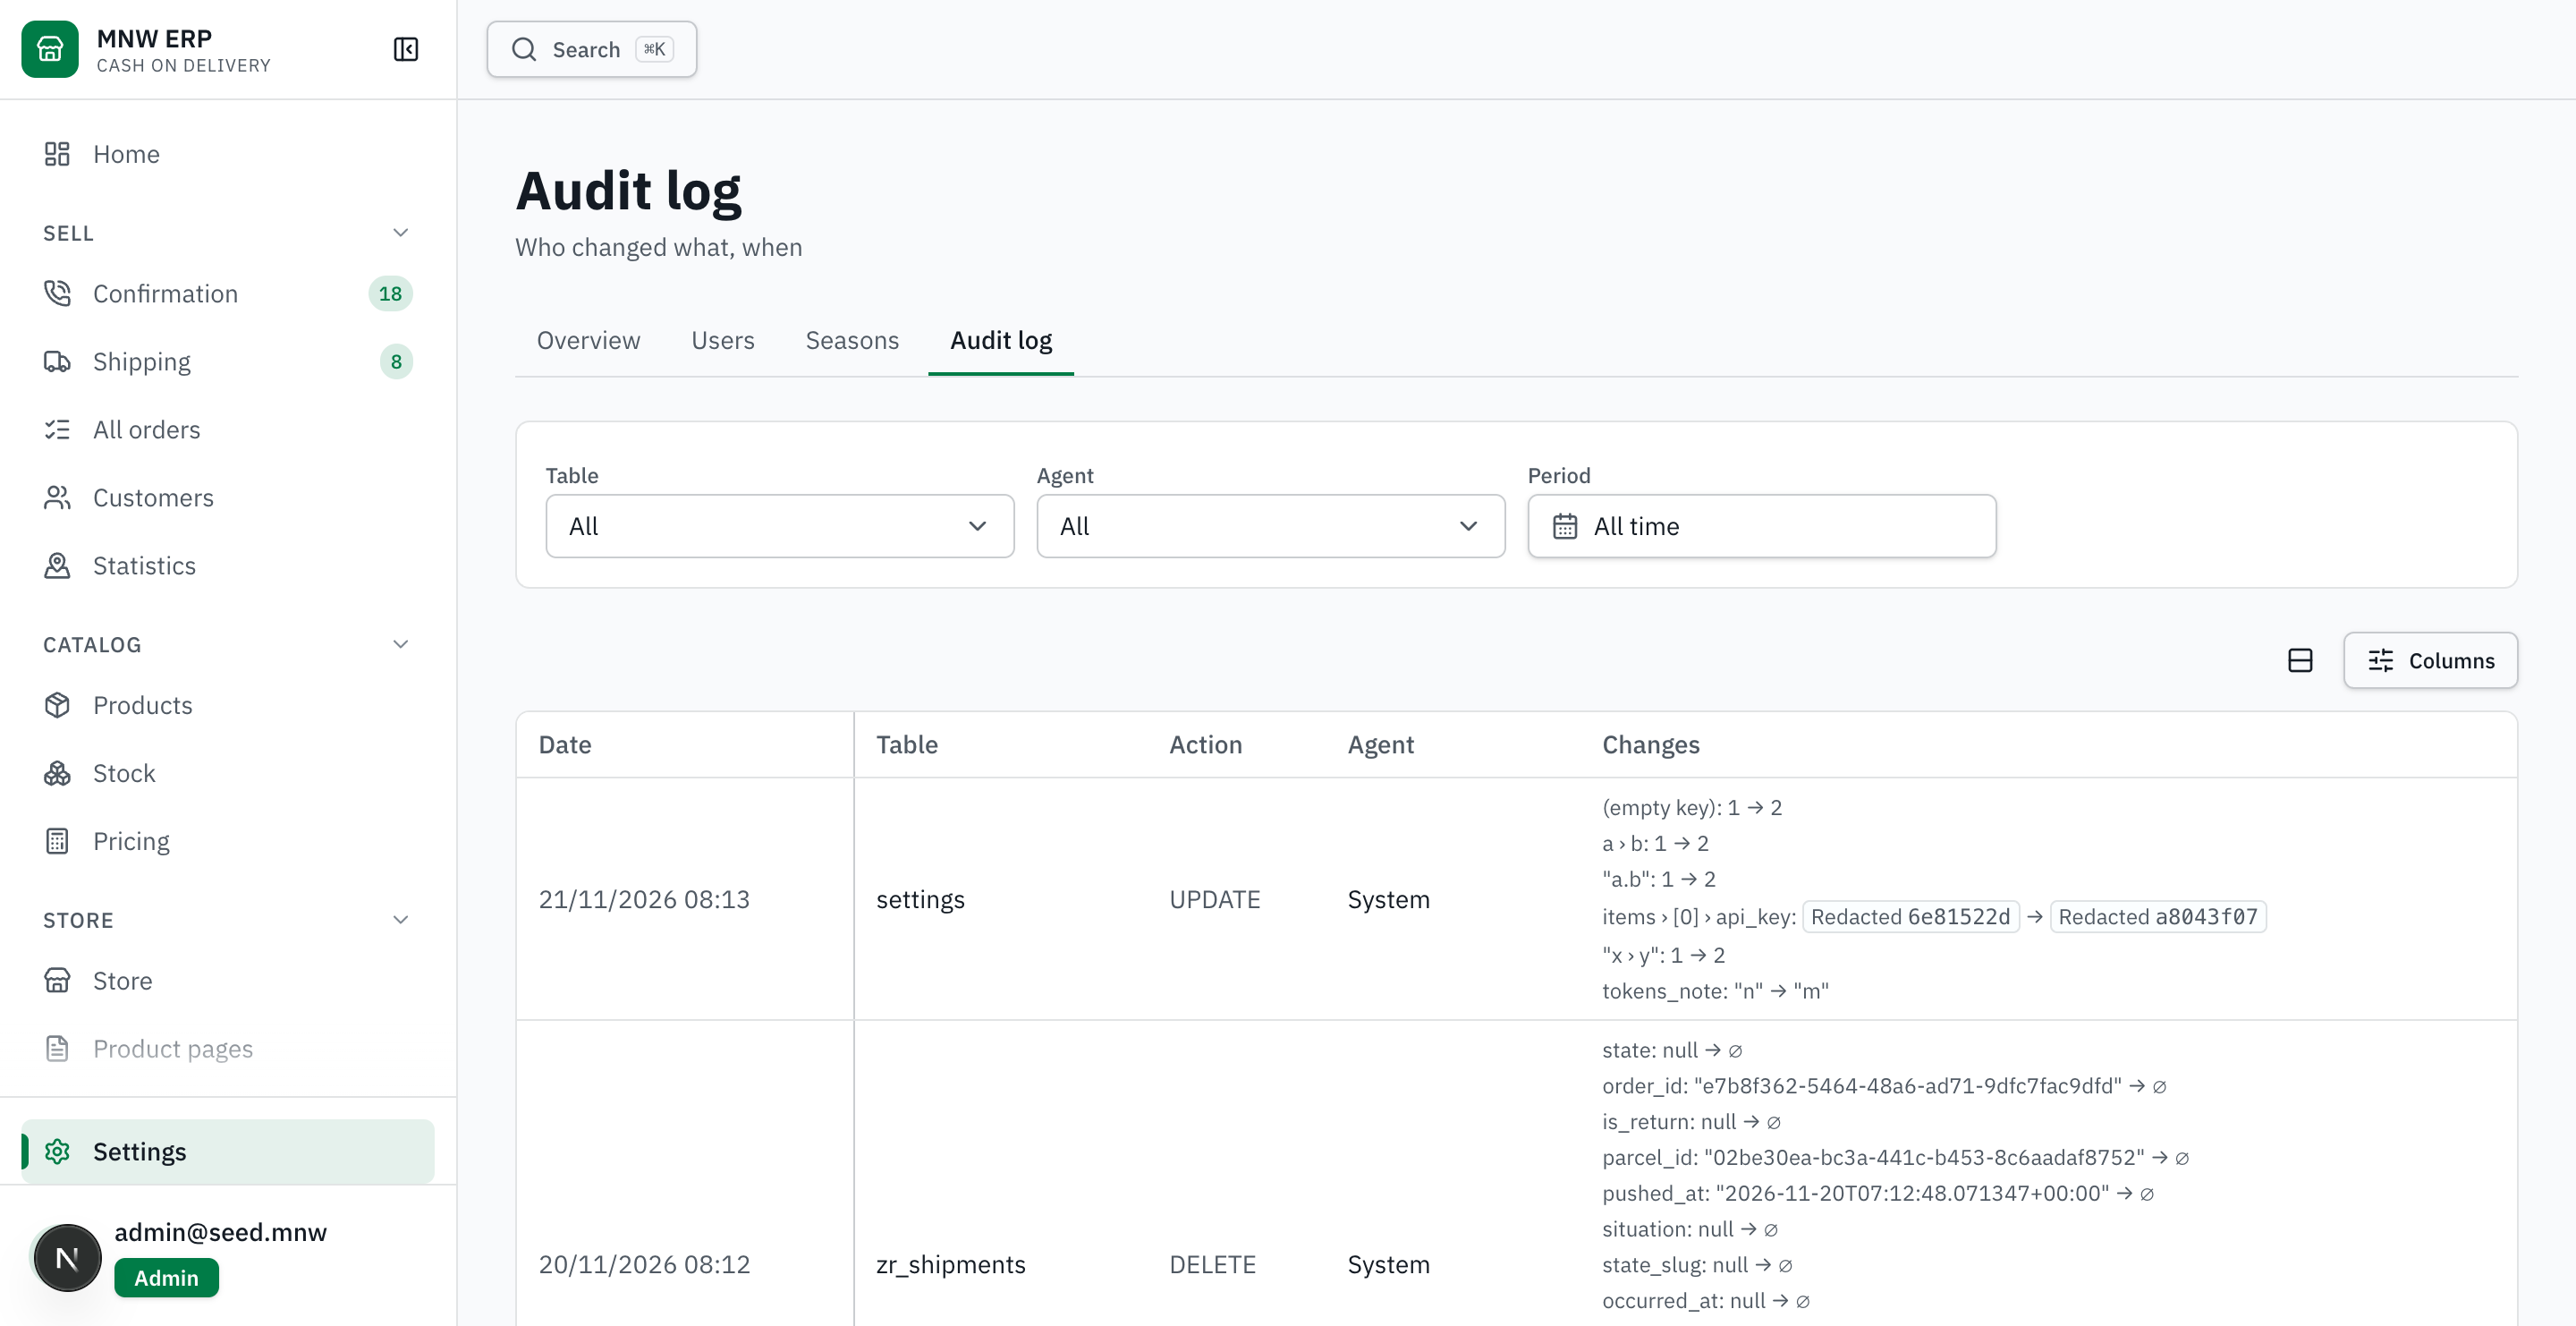 MNW ERP
CASH ON DELIVERY
Search ⌘K
Home
SELL
Confirmation 18
Shipping 8
All orders
Customers
Statistics
CATALOG
Products
Stock
Pricing
STORE
Store
Product pages
Settings
N
admin@seed.mnw
Admin
Audit log
Who changed what, when
Overview Users Seasons Audit log
Table Agent Period
All All All time
Columns
Date Table Action Agent Changes
21/11/2026 08:13 settings UPDATE System
(empty key): 1 → 2
a › b: 1 → 2
"a.b": 1 → 2
items › [0] › api_key: Redacted 6e81522d → Redacted a8043f07
"x › y": 1 → 2
tokens_note: "n" → "m"
20/11/2026 08:12 zr_shipments DELETE System
state: null → ∅
order_id: "e7b8f362-5464-48a6-ad71-9dfc7fac9dfd" → ∅
is_return: null → ∅
parcel_id: "02be30ea-bc3a-441c-b453-8c6aadaf8752" → ∅
pushed_at: "2026-11-20T07:12:48.071347+00:00" → ∅
situation: null → ∅
state_slug: null → ∅
occurred_at: null → ∅